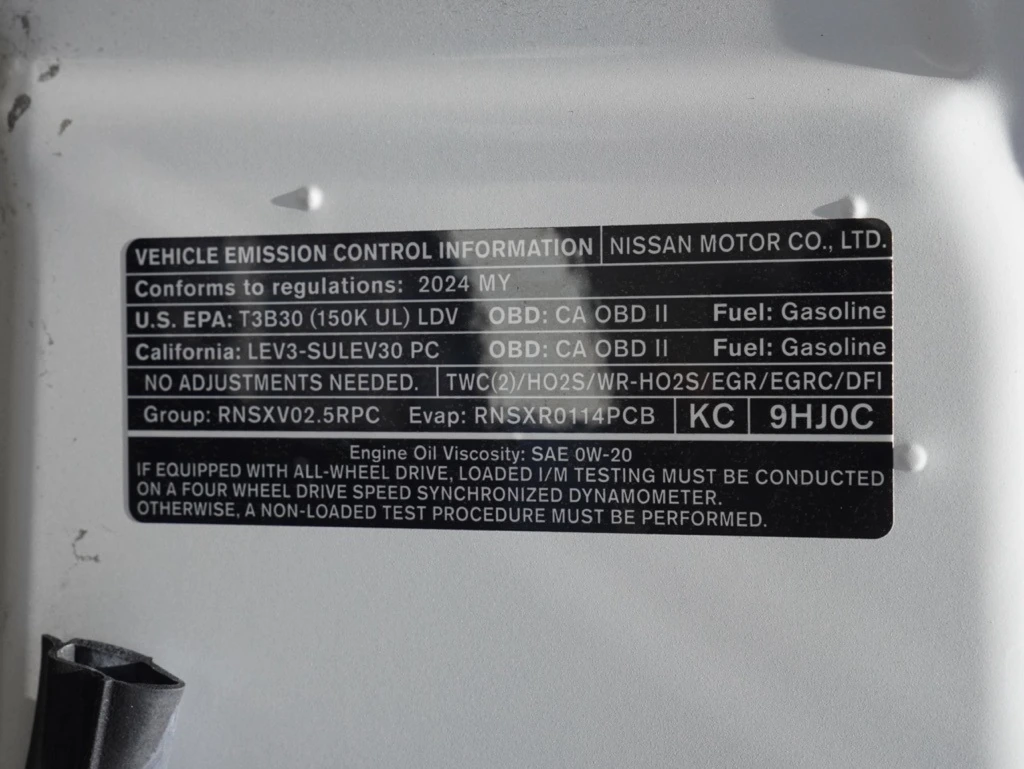 VEHICLE EMISSION CONTROL INFORMATION NISSAN MOTOR CO., LTD.
Conforms to regulations: 2024 MY
U.S. EPA: T3B30 (150K UL) LDV OBD: CA OBD II Fuel: Gasoline
California: LEV3-SULEV30 PC OBD: CA OBD II Fuel: Gasoline
NO ADJUSTMENTS NEEDED. TWC(2)/HO2S/WR-HO2S/EGR/EGRC/DFI
Group: RNSXV02.5RPC Evap: RNSXR0114PCB KC 9HJ0C
Engine Oil Viscosity: SAE 0W-20
IF EQUIPPED WITH ALL-WHEEL DRIVE, LOADED I/M TESTING MUST BE CONDUCTED
ON A FOUR WHEEL DRIVE SPEED SYNCHRONIZED DYNAMOMETER.
OTHERWISE, A NON-LOADED TEST PROCEDURE MUST BE PERFORMED.